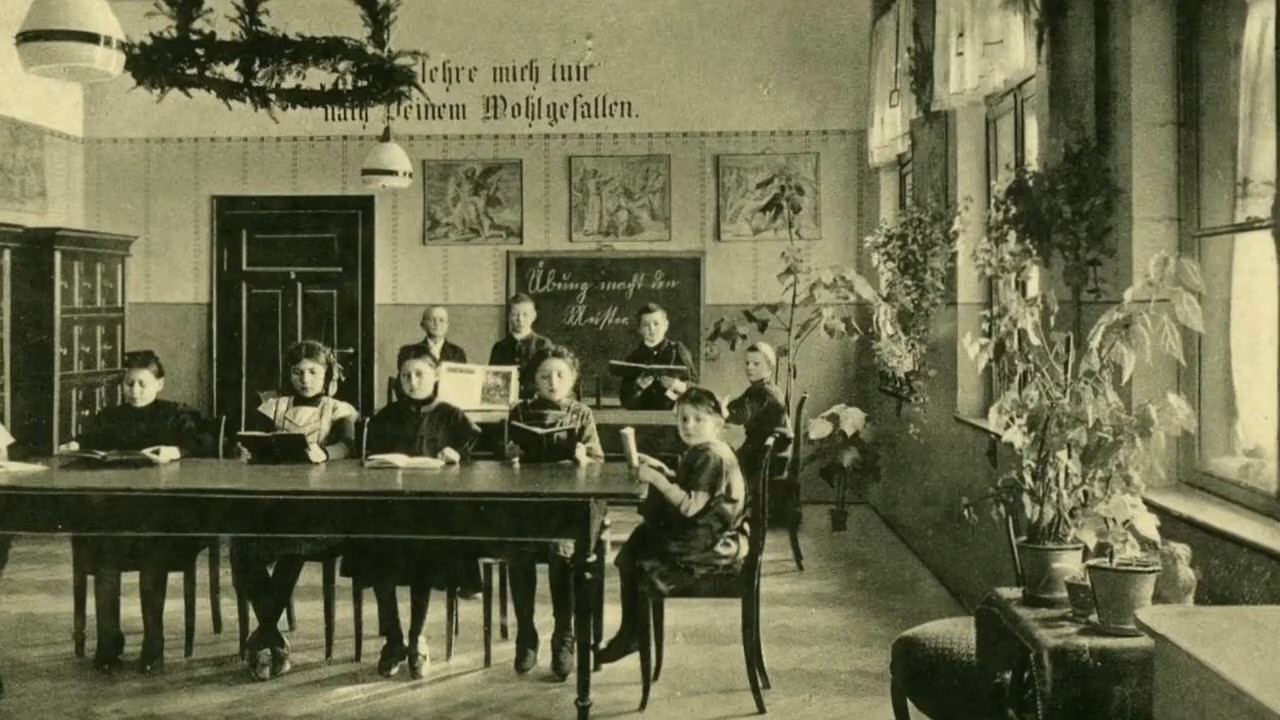 lehre mich tun
nach Deinem Wohlgefallen.
Übung macht den
Meister